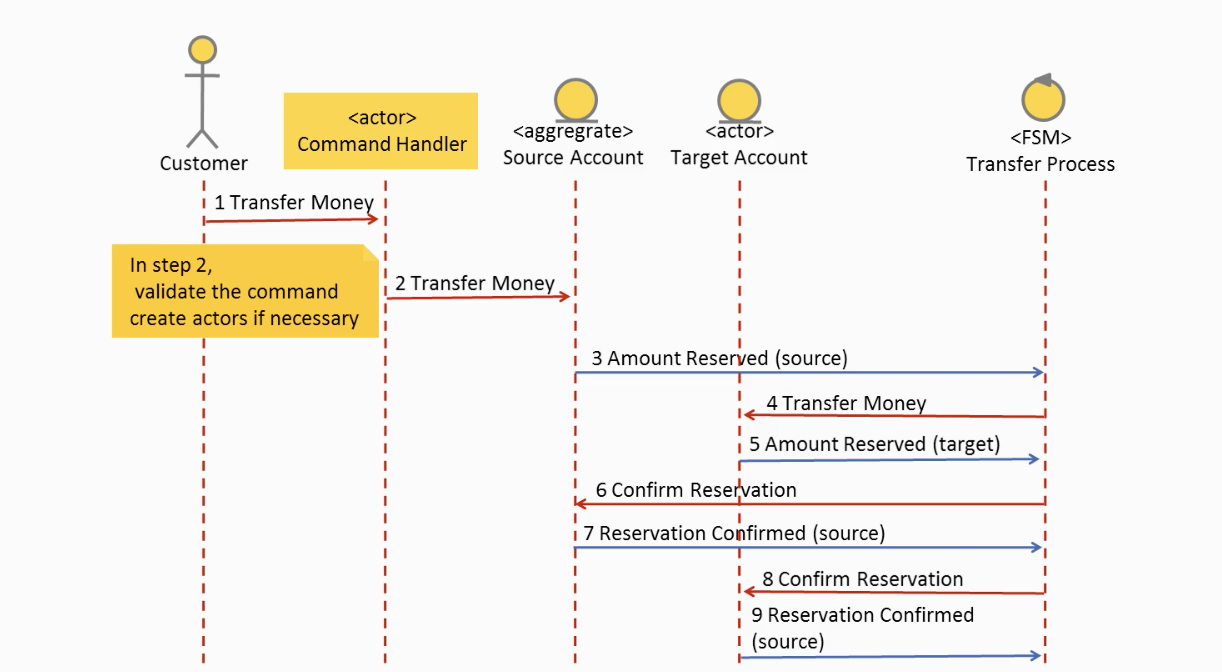 Customer
<actor>
Command Handler
<aggregrate>
Source Account
<actor>
Target Account
<FSM>
Transfer Process
1 Transfer Money
In step 2,
validate the command
create actors if necessary
2 Transfer Money
3 Amount Reserved (source)
4 Transfer Money
5 Amount Reserved (target)
6 Confirm Reservation
7 Reservation Confirmed (source)
8 Confirm Reservation
9 Reservation Confirmed
(source)